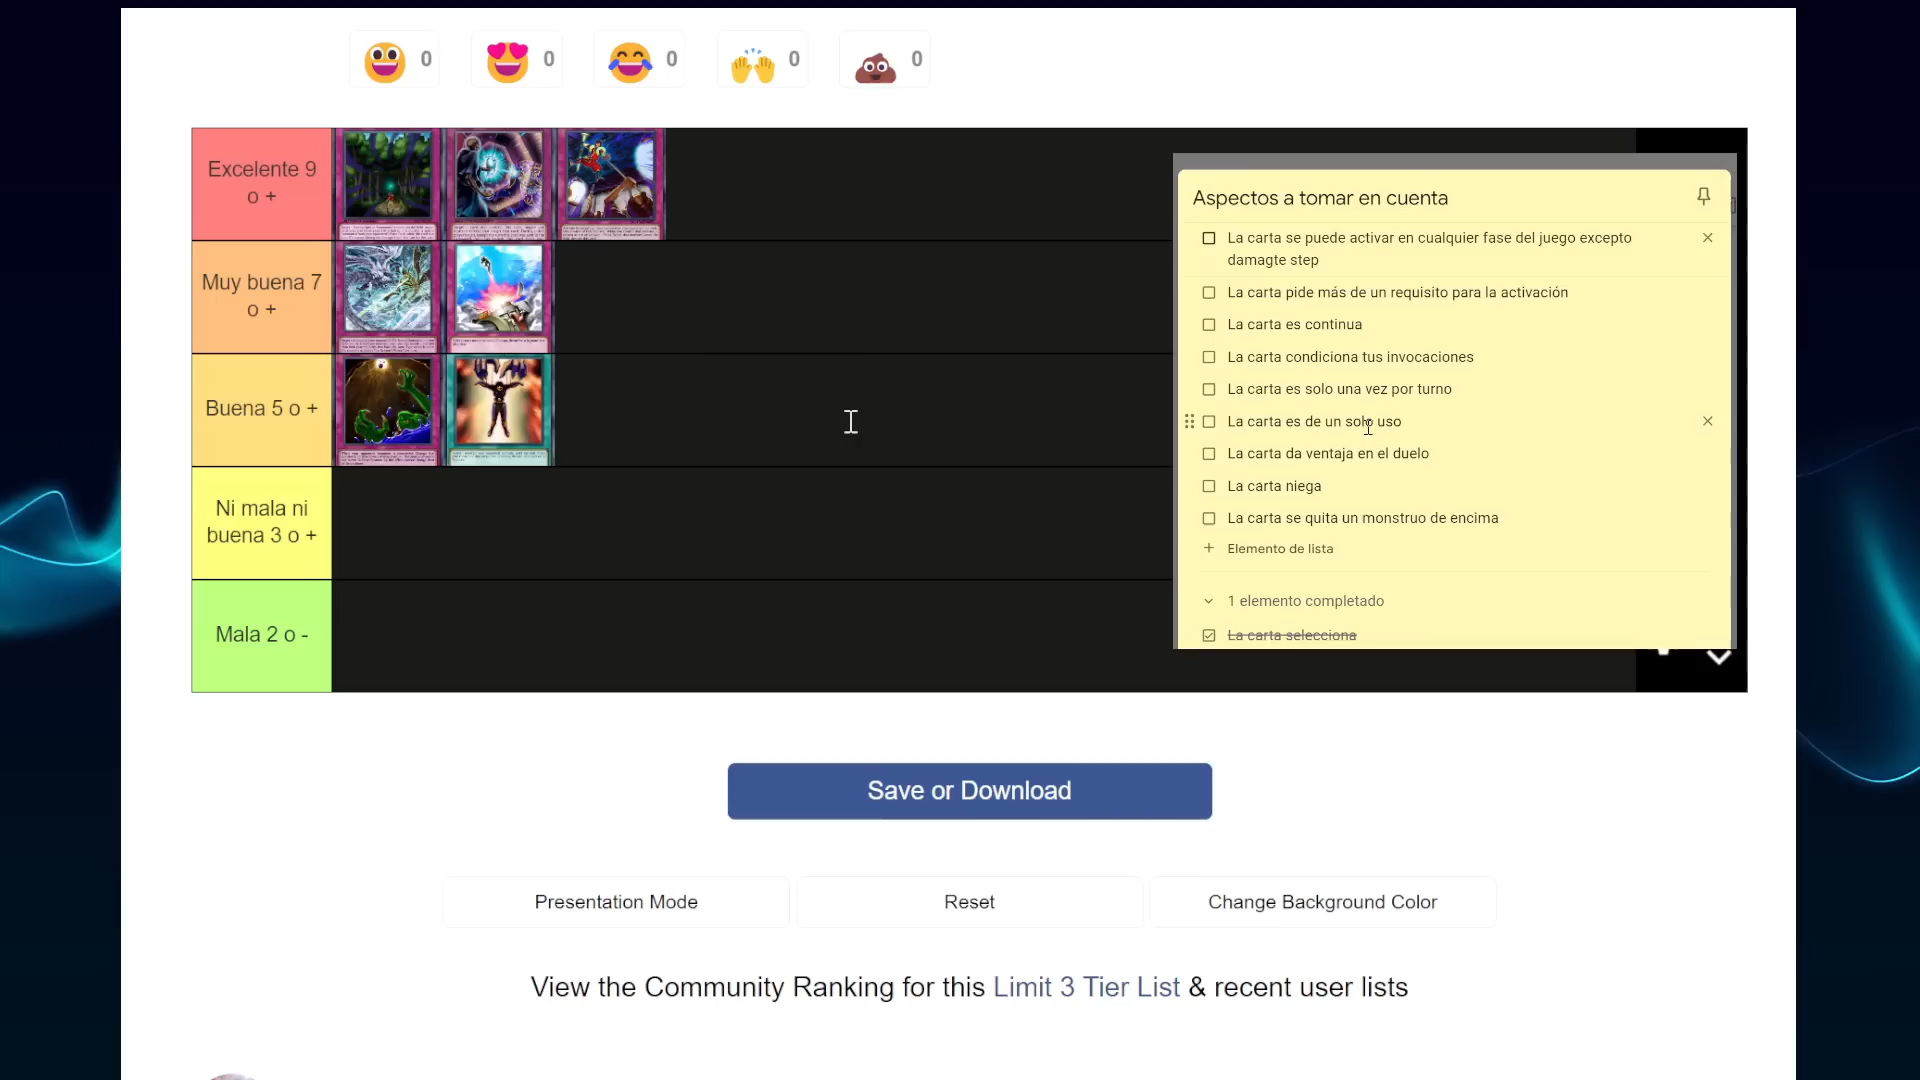 0 0 0 0 0
Excelente 9
o +
Muy buena 7
o +
Buena 5 o +
Ni mala ni
buena 3 o +
Mala 2 o -
Aspectos a tomar en cuenta
La carta se puede activar en cualquier fase del juego excepto
damagte step
La carta pide más de un requisito para la activación
La carta es continua
La carta condiciona tus invocaciones
La carta es solo una vez por turno
La carta es de un solo uso
La carta da ventaja en el duelo
La carta niega
La carta se quita un monstruo de encima
Elemento de lista
1 elemento completado
La carta selecciona
Save or Download
Presentation Mode
Reset
Change Background Color
View the Community Ranking for this Limit 3 Tier List & recent user lists